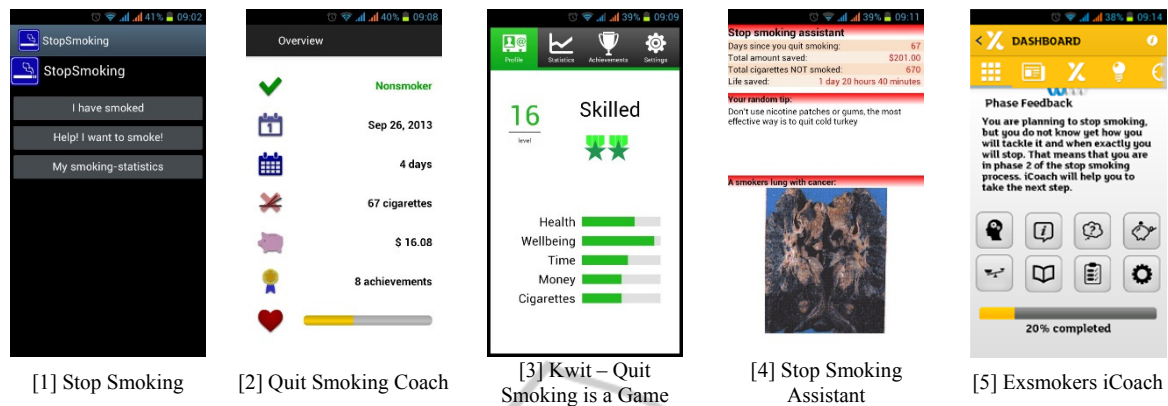 41% 09:02
StopSmoking
StopSmoking
I have smoked
Help! I want to smoke!
My smoking-statistics
[1] Stop Smoking
40% 09:08
Overview
Nonsmoker
1
Sep 26, 2013
4 days
67 cigarettes
$ 16.08
8 achievements
[2] Quit Smoking Coach
39% 09:09
Profile Statistics Achievements Settings
16
level
Skilled
Health
Wellbeing
Time
Money
Cigarettes
[3] Kwit – Quit
Smoking is a Game
39% 09:11
Stop smoking assistant
Days since you quit smoking: 67
Total amount saved: $201.00
Total cigarettes NOT smoked: 670
Life saved: 1 day 20 hours 40 minutes
Your random tip:
Don't use nicotine patches or gums, the most
effective way is to quit cold turkey
A smokers lung with cancer:
[4] Stop Smoking
Assistant
38% 09:14
< X DASHBOARD i
Phase Feedback
You are planning to stop smoking,
but you do not know yet how you
will tackle it and when exactly you
will stop. That means that you are
in phase 2 of the stop smoking
process. iCoach will help you to
take the next step.
20% completed
[5] Exsmokers iCoach